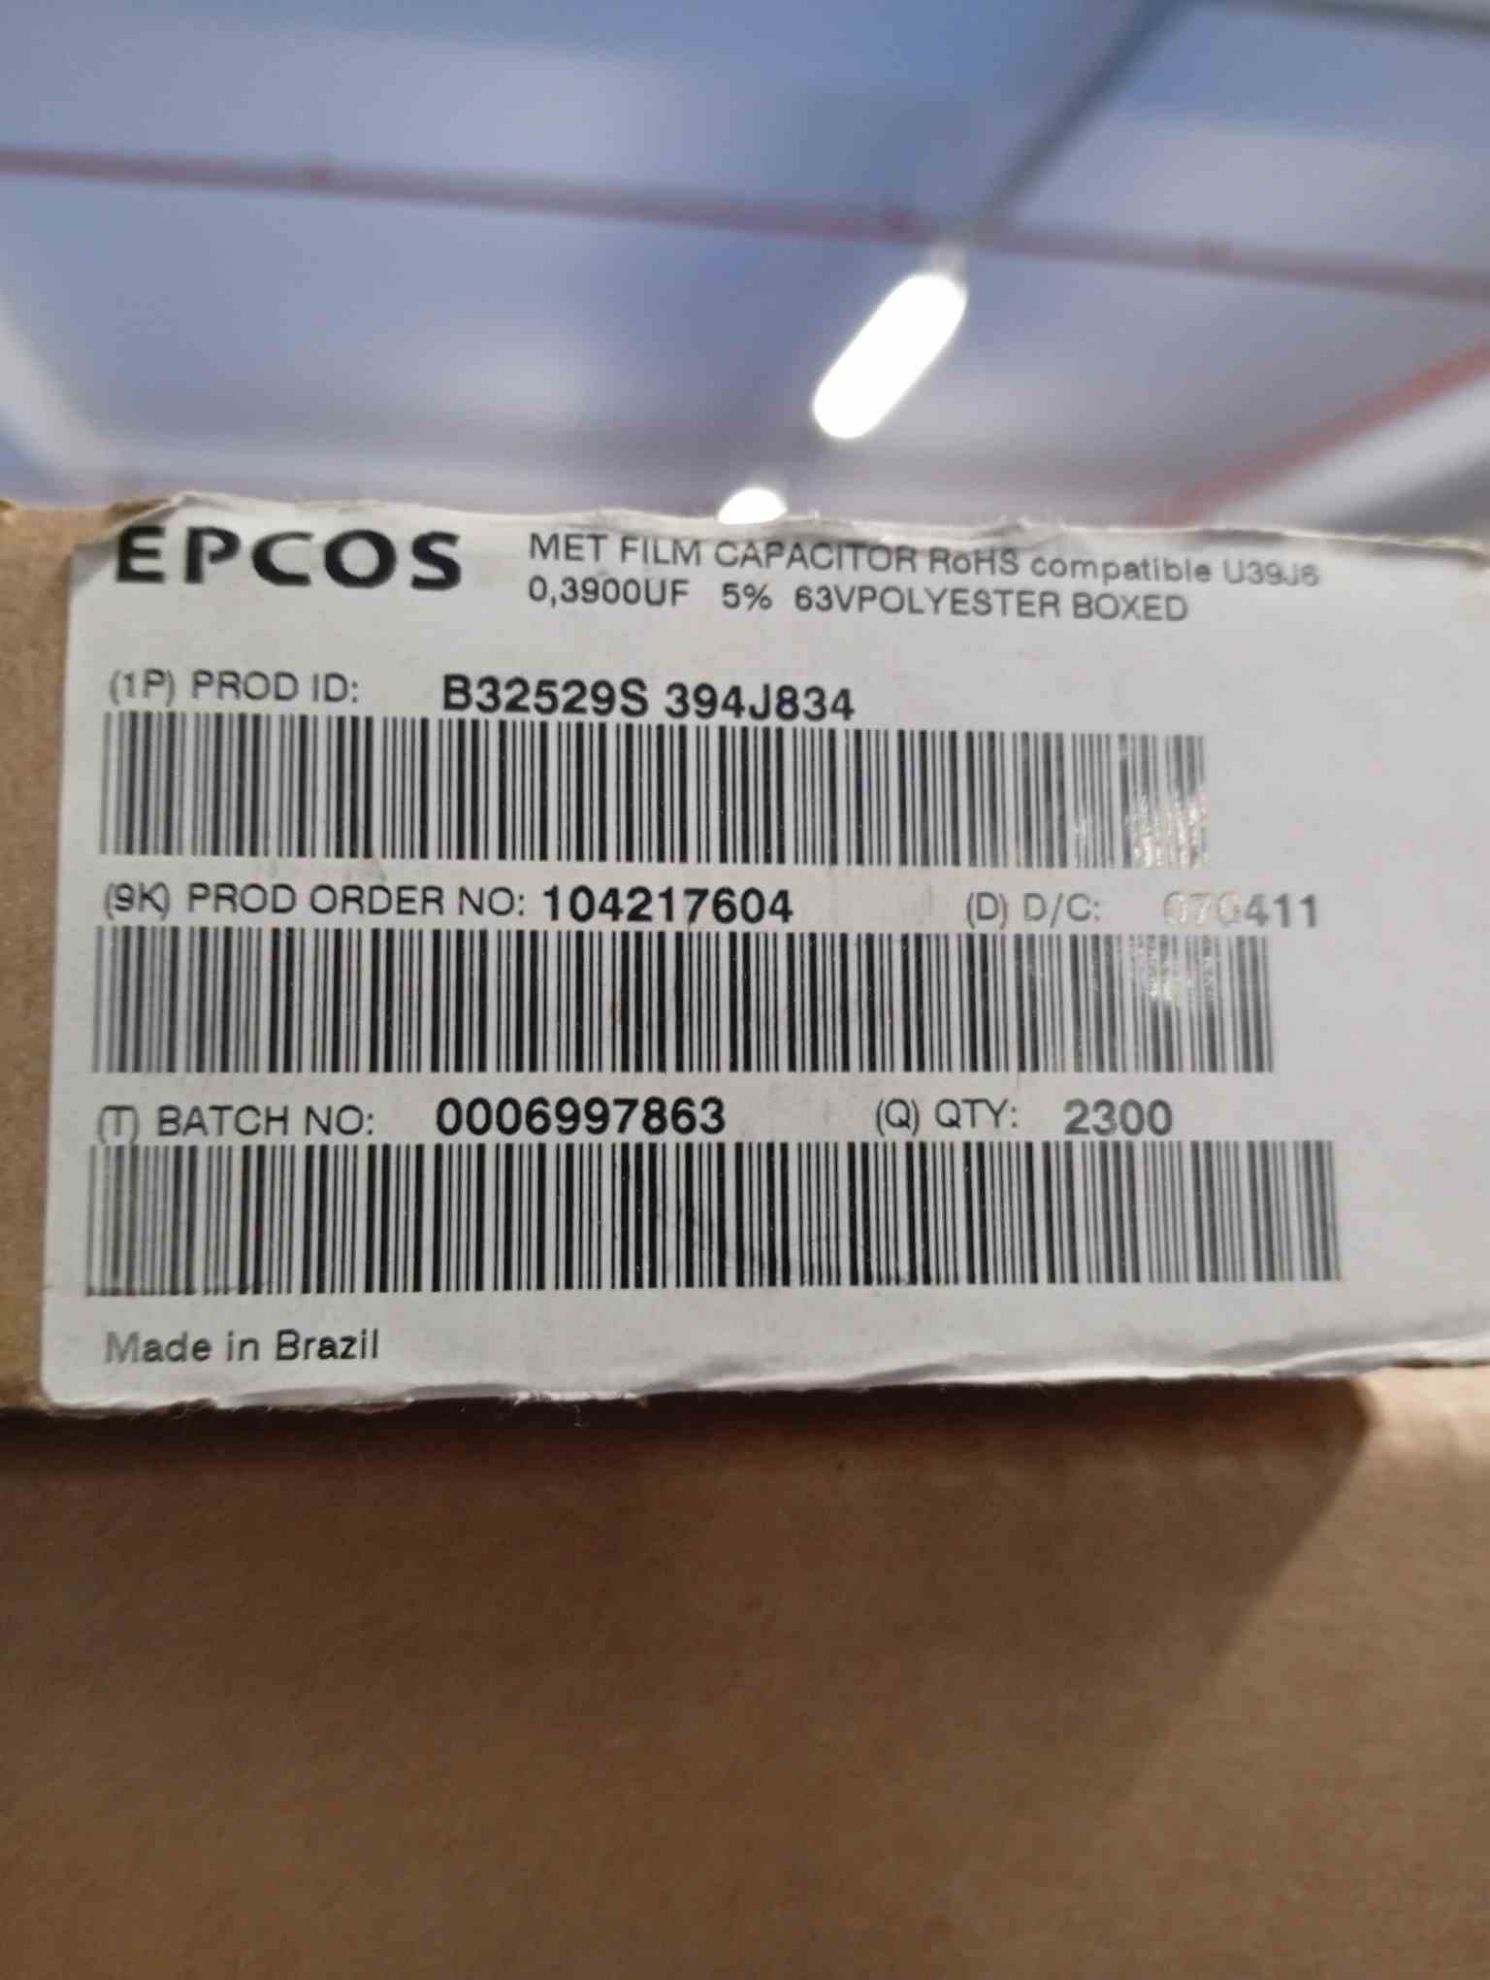 EPCOS
MET FILM CAPACITOR RoHS compatible U39J6
0,3900UF 5% 63VPOLYESTER BOXED
(1P) PROD ID: B32529S 394J834
(9K) PROD ORDER NO: 104217604 (D) D/C:
(T) BATCH NO: 0006997863 (Q) QTY: 2300
Made in Brazil